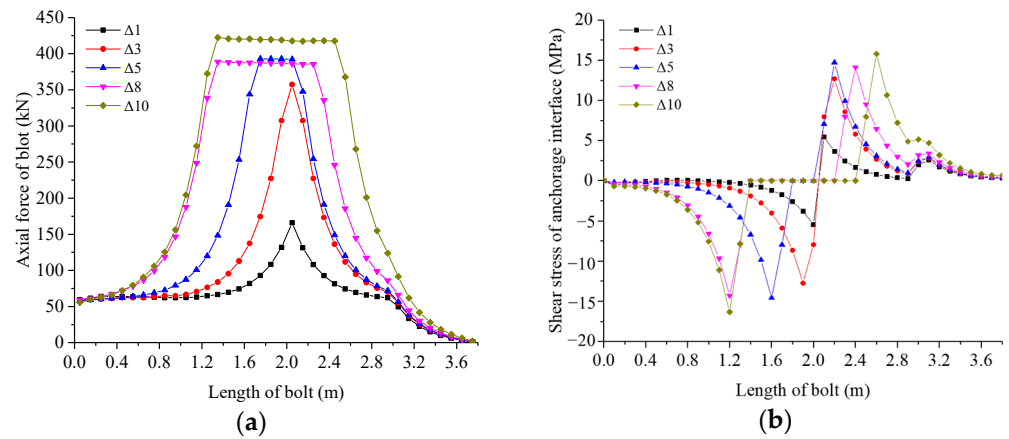 450
400
350
300
250
200
150
100
50
0
0.0 0.4 0.8 1.2 1.6 2.0 2.4 2.8 3.2 3.6
Axial force of blot (kN)
Length of bolt (m)
Δ1
Δ3
Δ5
Δ8
Δ10
(a)
20
15
10
5
0
−5
−10
−15
−20
0.0 0.4 0.8 1.2 1.6 2.0 2.4 2.8 3.2 3.6
Shear stress of anchorage interface (MPa)
Length of bolt (m)
Δ1
Δ3
Δ5
Δ8
Δ10
(b)